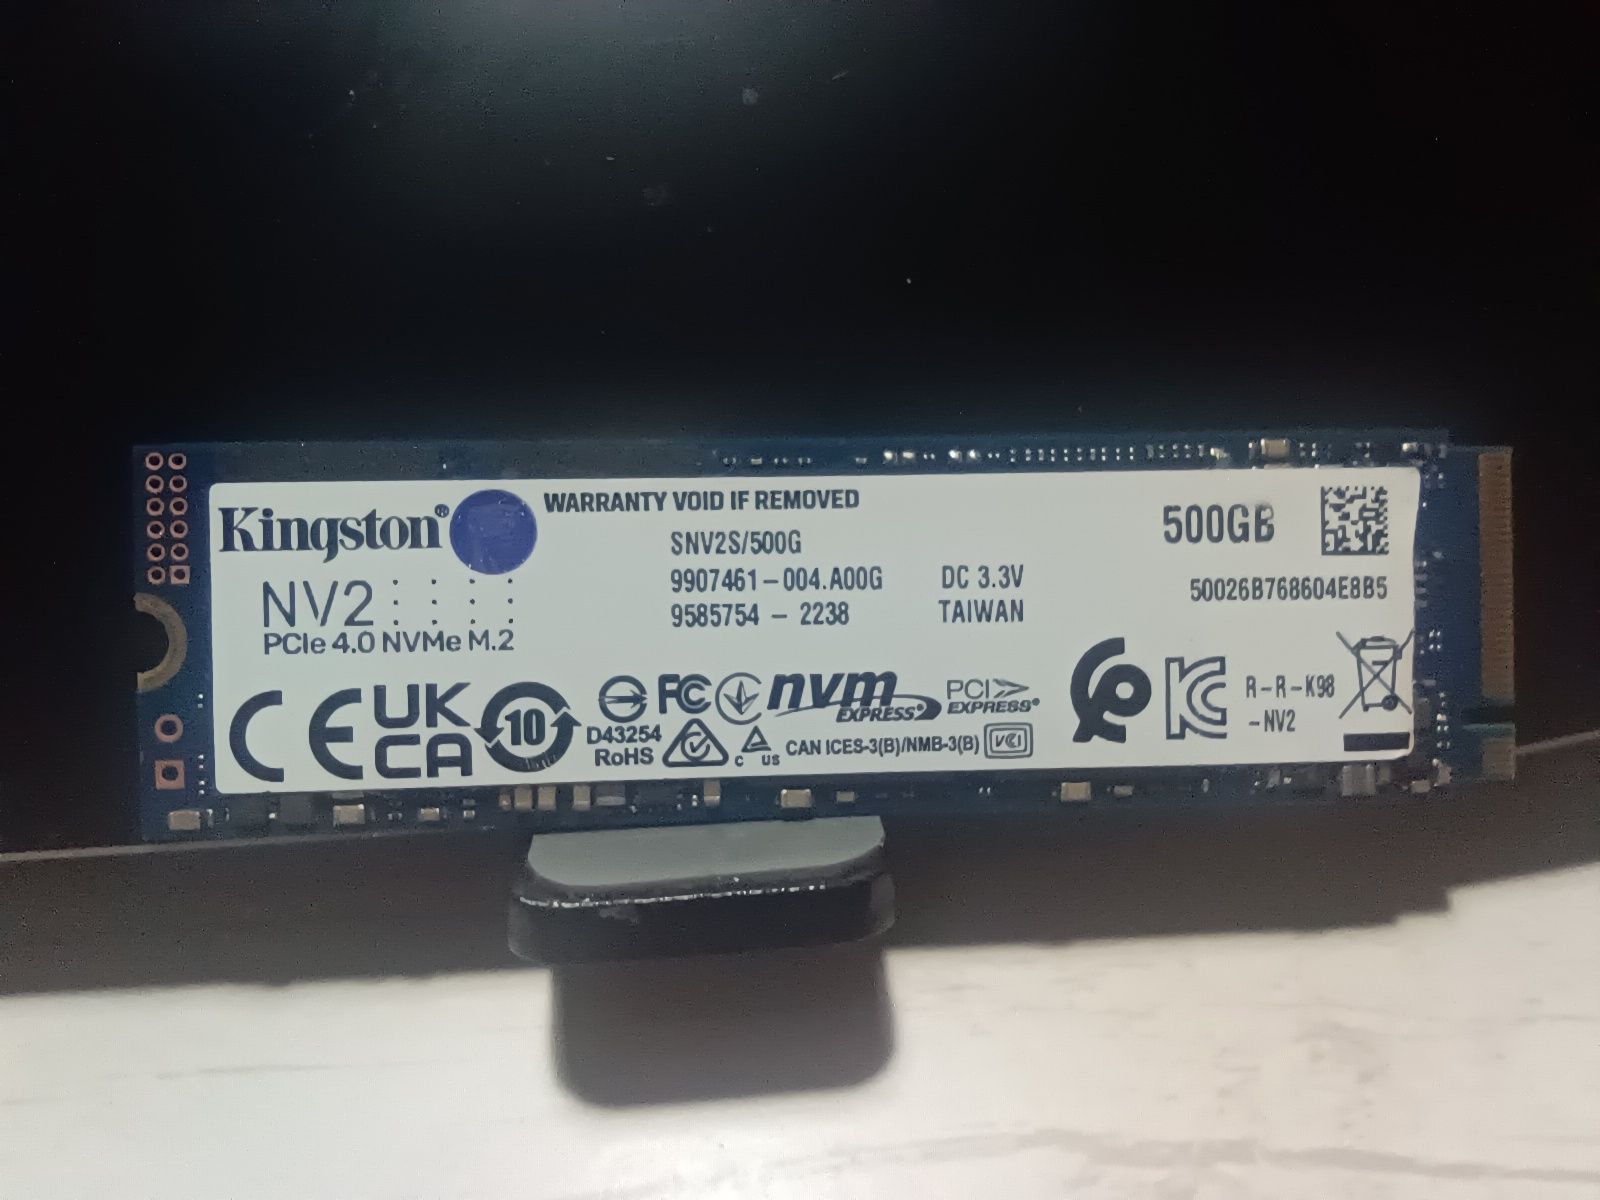 Kingston®
WARRANTY VOID IF REMOVED
NV2
PCIe 4.0 NVMe M.2
SNV2S/500G
9907461-004.A00G
9585754 - 2238
DC 3.3V
TAIWAN
500GB
50026B768604E8B5
CE
UK
CA
10
D43254
RoHS
FC
nvm
EXPRESS®
PCI
EXPRESS®
c US
CAN ICES-3(B)/NMB-3(B)
VCI
KC
R-R-K98
-NV2